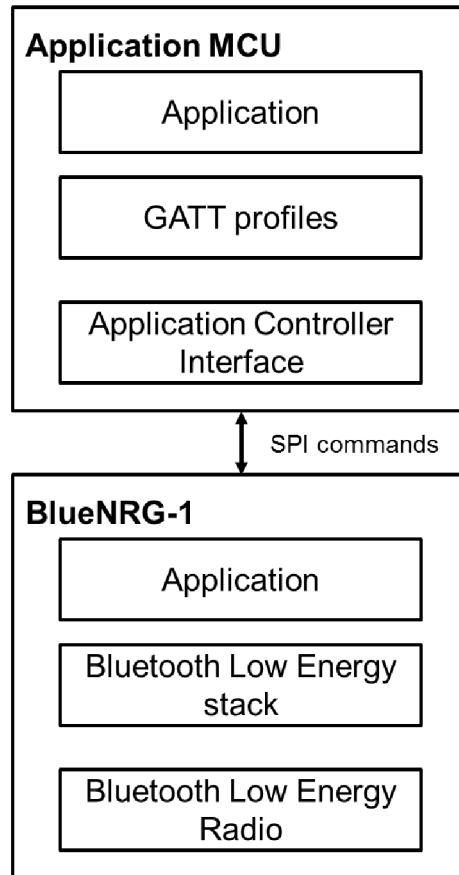 Application MCU
Application
GATT profiles
Application Controller
Interface
SPI commands
BlueNRG-1
Application
Bluetooth Low Energy
stack
Bluetooth Low Energy
Radio